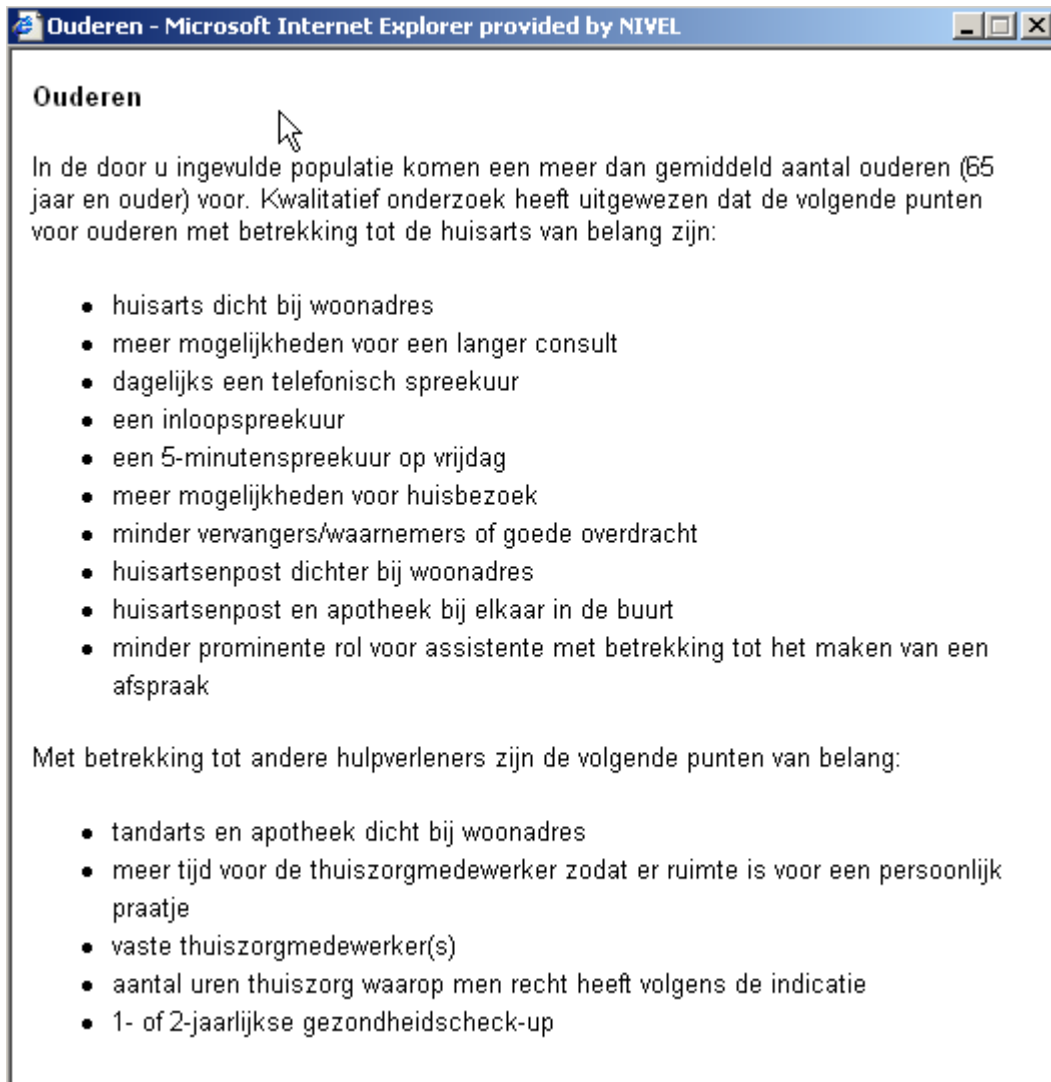 Ouderen - Microsoft Internet Explorer provided by NIVEL
Ouderen
In de door u ingevulde populatie komen een meer dan gemiddeld aantal ouderen (65
jaar en ouder) voor. Kwalitatief onderzoek heeft uitgewezen dat de volgende punten
voor ouderen met betrekking tot de huisarts van belang zijn:
• huisarts dicht bij woonadres
• meer mogelijkheden voor een langer consult
• dagelijks een telefonisch spreekuur
• een inloopspreekuur
• een 5-minutenspreekuur op vrijdag
• meer mogelijkheden voor huisbezoek
• minder vervangers/waarnemers of goede overdracht
• huisartsenpost dichter bij woonadres
• huisartsenpost en apotheek bij elkaar in de buurt
• minder prominente rol voor assistente met betrekking tot het maken van een
afspraak
Met betrekking tot andere hulpverleners zijn de volgende punten van belang:
• tandarts en apotheek dicht bij woonadres
• meer tijd voor de thuiszorgmedewerker zodat er ruimte is voor een persoonlijk
praatje
• vaste thuiszorgmedewerker(s)
• aantal uren thuiszorg waarop men recht heeft volgens de indicatie
• 1- of 2-jaarlijkse gezondheidscheck-up